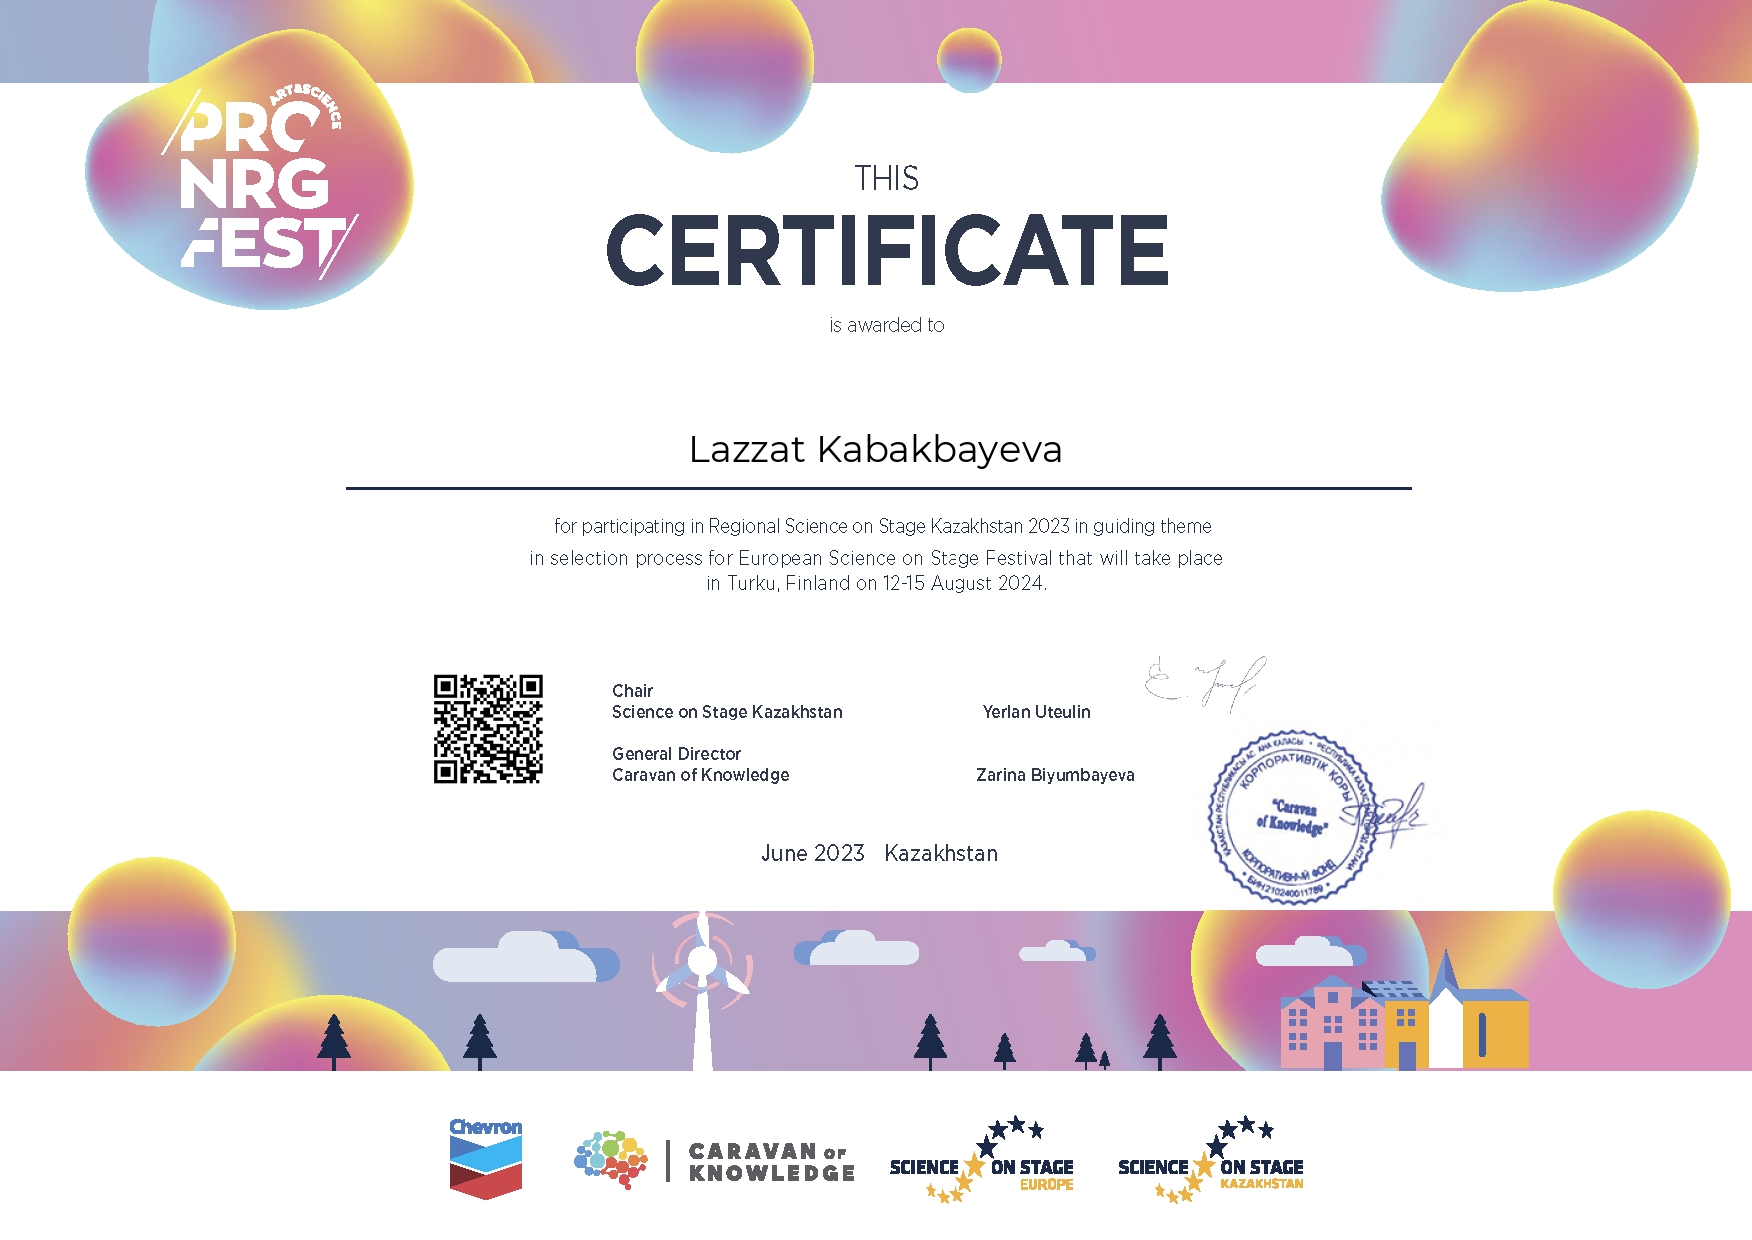 ART&SCIENCE
PRO
NRG
FEST
THIS
CERTIFICATE
is awarded to
Lazzat Kabakbayeva
for participating in Regional Science on Stage Kazakhstan 2023 in guiding theme
in selection process for European Science on Stage Festival that will take place
in Turku, Finland on 12-15 August 2024.
Chair
Science on Stage Kazakhstan Yerlan Uteulin
General Director
Caravan of Knowledge Zarina Biyumbayeva
КОРПОРАТИВТІК ҚОРЫ
"Caravan
of Knowledge"
КОРПОРАТИВНЫЙ ФОНД
БИН 210240011789
June 2023 Kazakhstan
Chevron
CARAVAN OF
KNOWLEDGE
SCIENCE ON STAGE
EUROPE
SCIENCE ON STAGE
KAZAKHSTAN